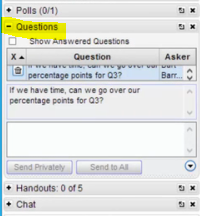 Polls (0/1)
Questions
Show Answered Questions
X Question Asker
If we have time, can we go over our Bart
percentage points for Q3? Barr...
If we have time, can we go over our
percentage points for Q3?
Send Privately Send to All
Handouts: 0 of 5
Chat